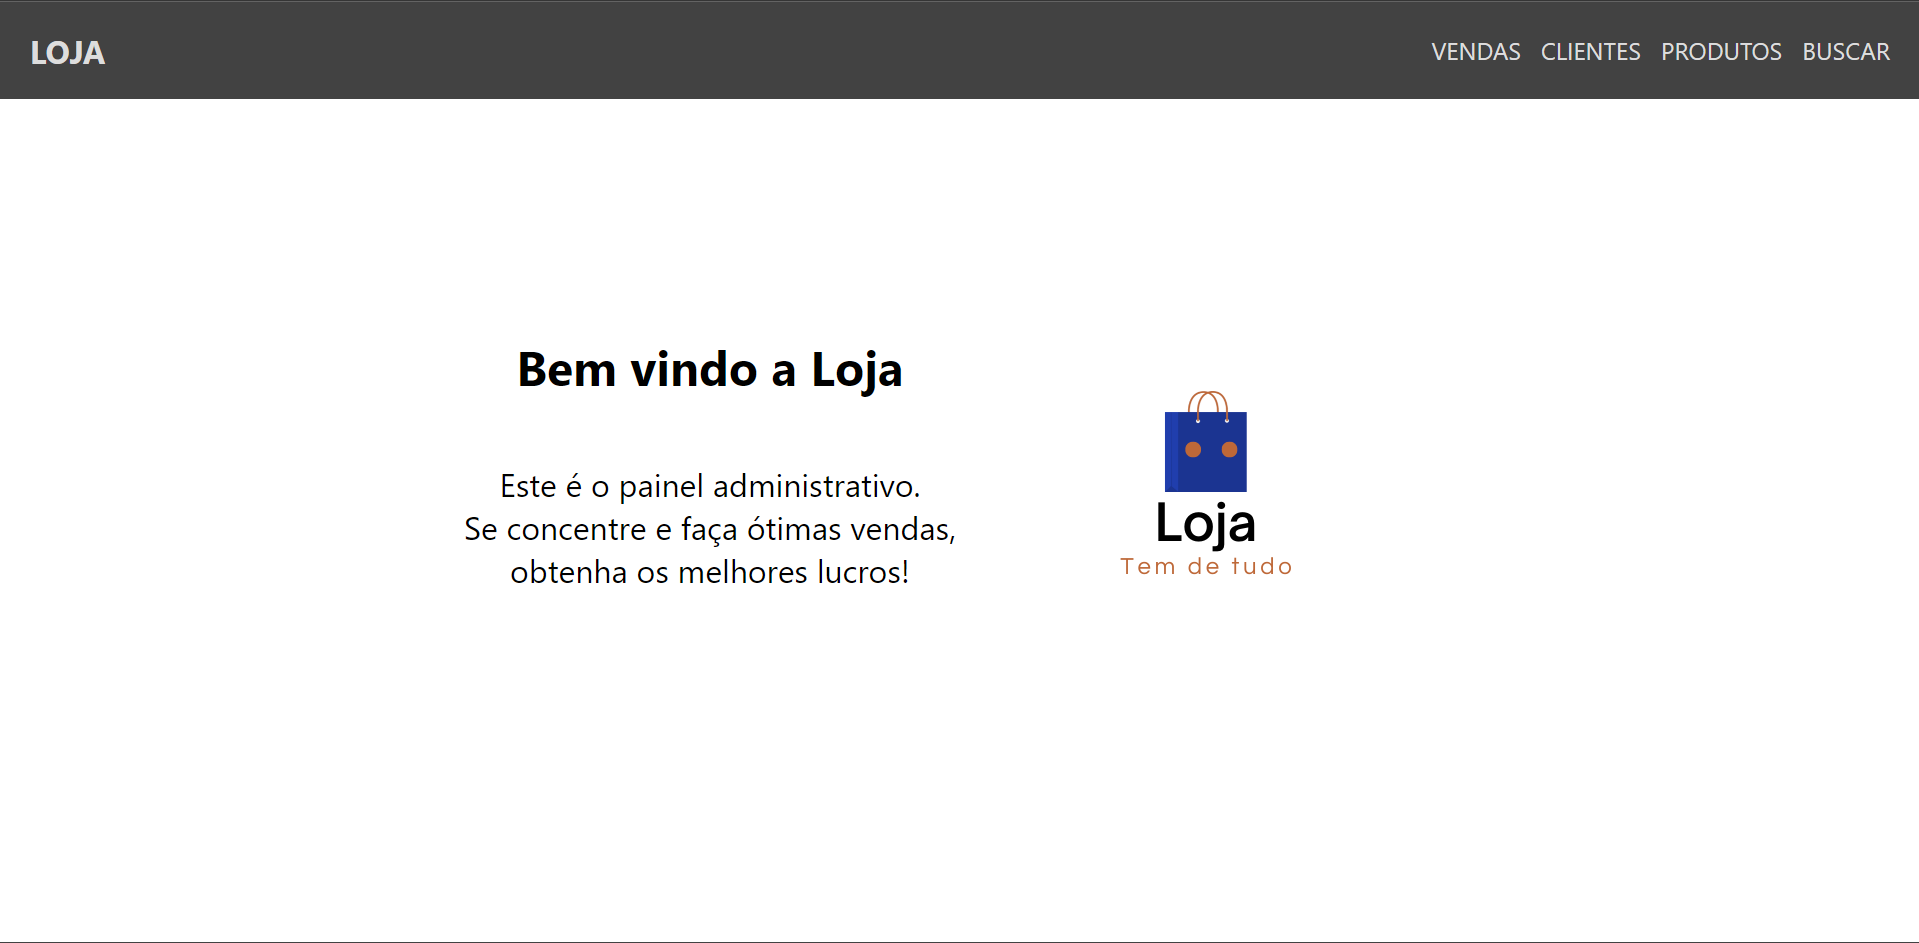 LOJA
VENDAS CLIENTES PRODUTOS BUSCAR
Bem vindo a Loja
Este é o painel administrativo.
Se concentre e faça ótimas vendas,
obtenha os melhores lucros!
Loja
Tem de tudo